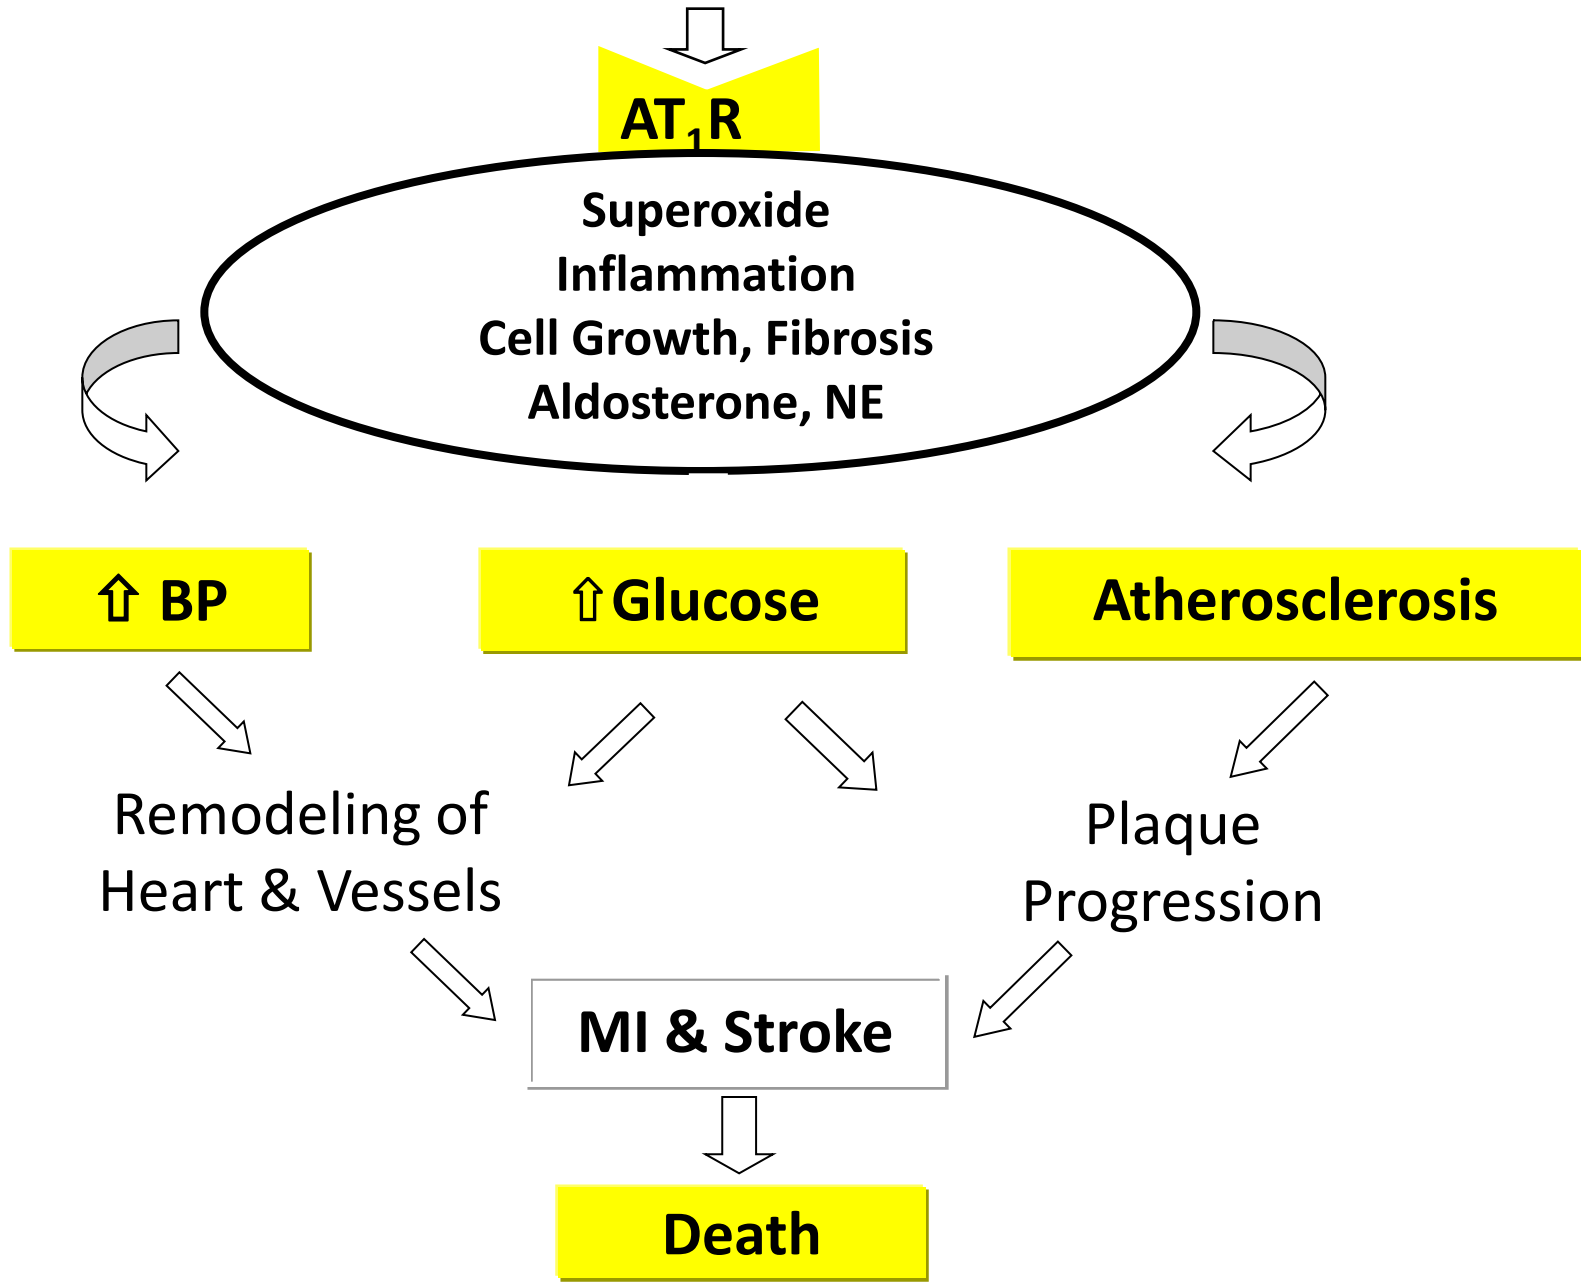 AT₁R
Superoxide
Inflammation
Cell Growth, Fibrosis
Aldosterone, NE
⇧ BP
⇧Glucose
Atherosclerosis
Remodeling of
Heart & Vessels
Plaque
Progression
MI & Stroke
Death